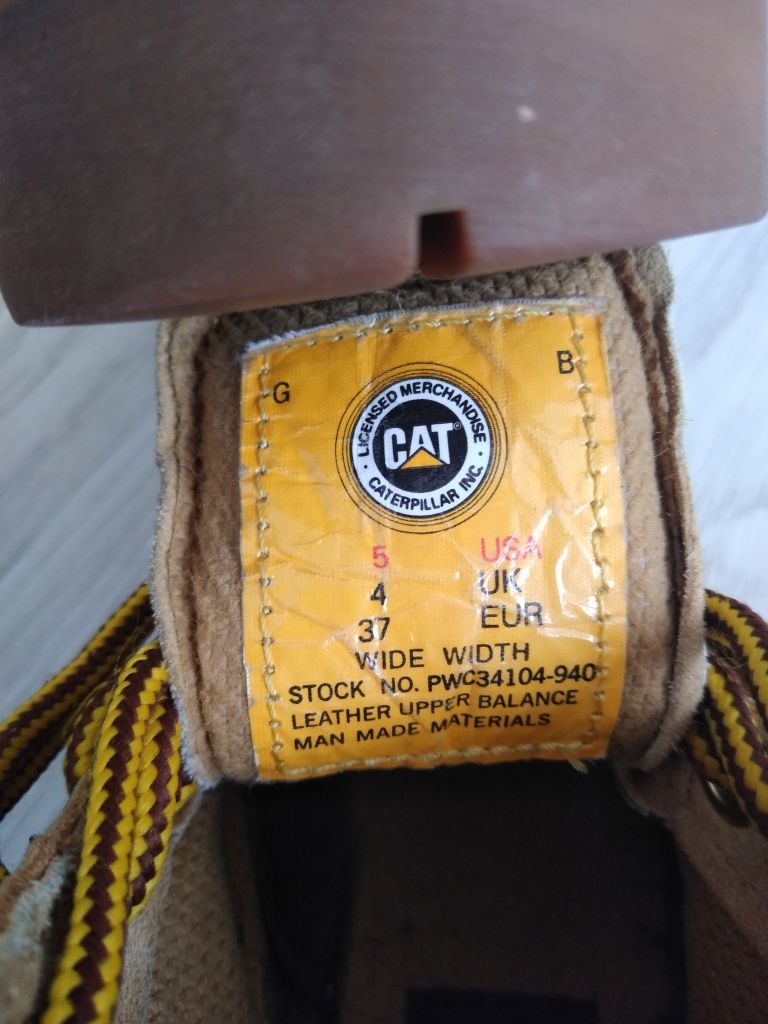 G B
LICENSED MERCHANDISE
CAT®
CATERPILLAR INC.
5 USA
4 UK
37 EUR
WIDE WIDTH
STOCK NO. PWC34104-940
LEATHER UPPER BALANCE
MAN MADE MATERIALS